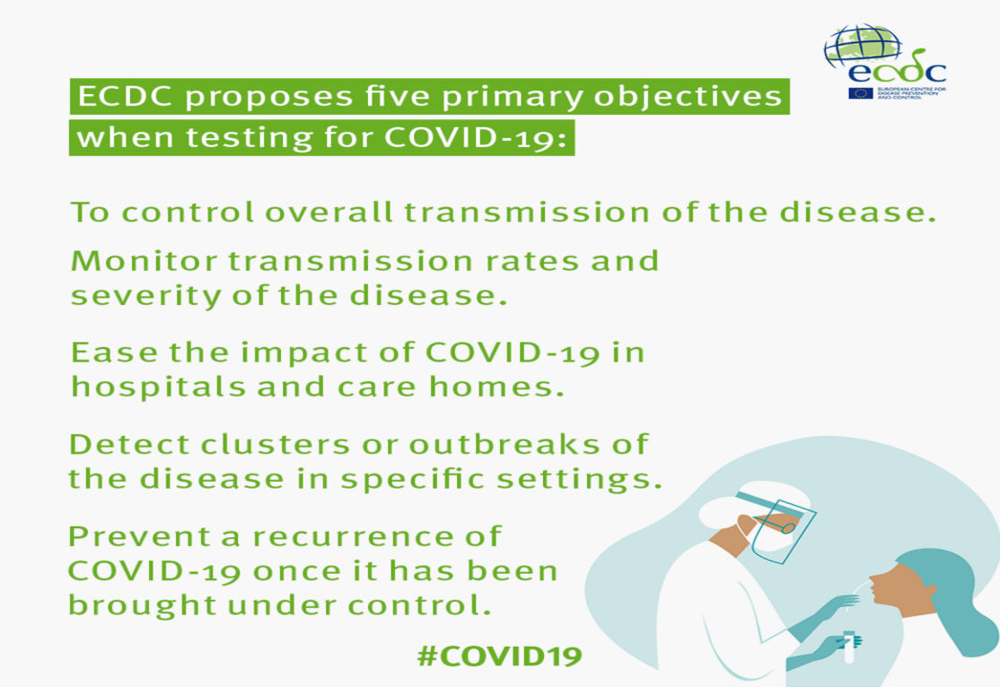 ecdc
EUROPEAN CENTRE FOR
DISEASE PREVENTION
AND CONTROL
ECDC proposes five primary objectives
when testing for COVID-19:
To control overall transmission of the disease.
Monitor transmission rates and
severity of the disease.
Ease the impact of COVID-19 in
hospitals and care homes.
Detect clusters or outbreaks of
the disease in specific settings.
Prevent a recurrence of
COVID-19 once it has been
brought under control.
#COVID19